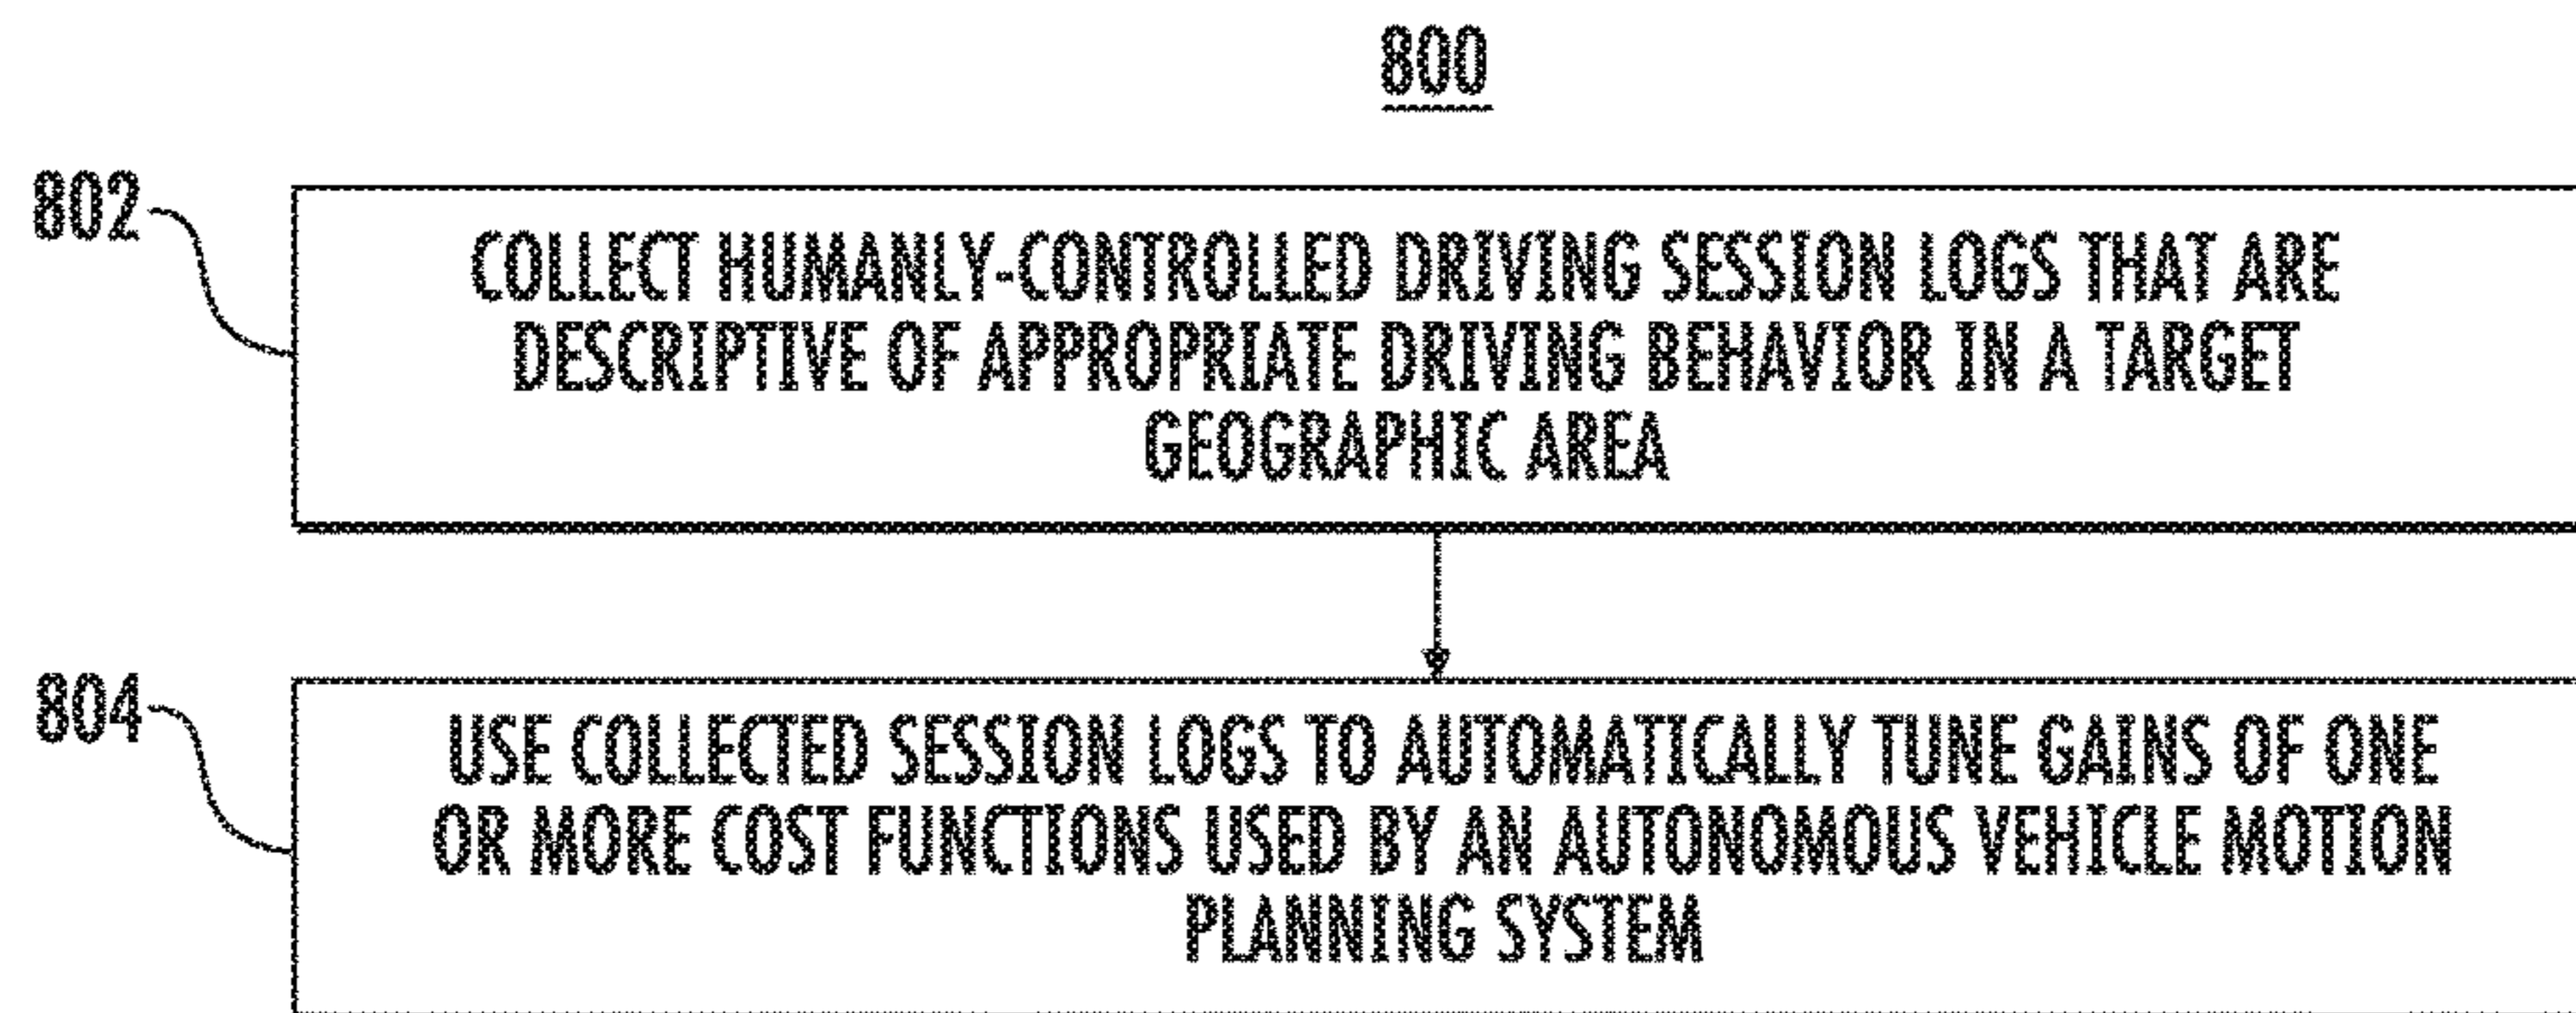 800
802
COLLECT HUMANLY-CONTROLLED DRIVING SESSION LOGS THAT ARE
DESCRIPTIVE OF APPROPRIATE DRIVING BEHAVIOR IN A TARGET
GEOGRAPHIC AREA
804
USE COLLECTED SESSION LOGS TO AUTOMATICALLY TUNE GAINS OF ONE
OR MORE COST FUNCTIONS USED BY AN AUTONOMOUS VEHICLE MOTION
PLANNING SYSTEM